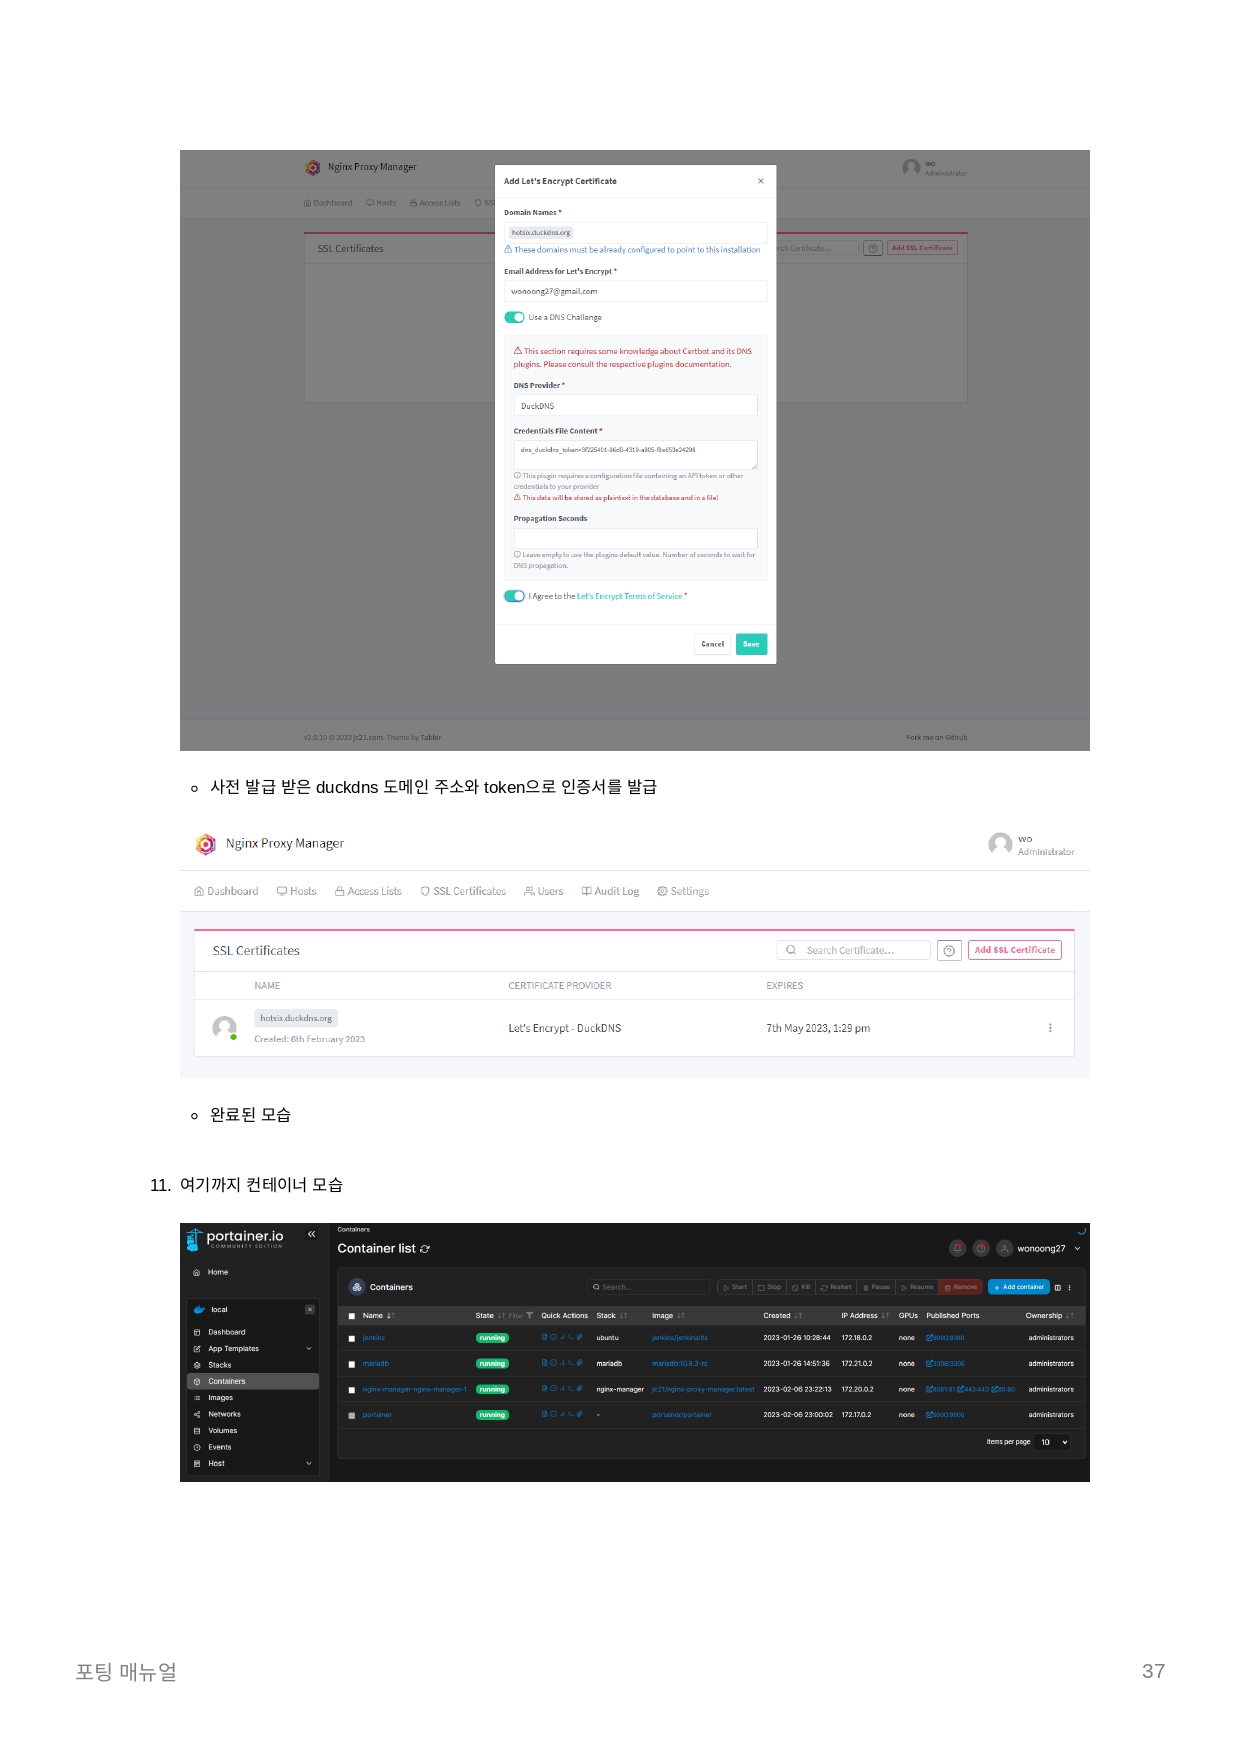 Nginx Proxy Manager
wo
Administrator
Dashboard Hosts Access Lists SS
SSL Certificates
rch Certificate...
Add SSL Certificate
Add Let's Encrypt Certificate
Domain Names *
hotsix.duckdns.org
These domains must be already configured to point to this installation
Email Address for Let's Encrypt *
wonoong27@gmail.com
Use a DNS Challenge
This section requires some knowledge about Certbot and its DNS
plugins. Please consult the respective plugins documentation.
DNS Provider *
DuckDNS
Credentials File Content *
This plugin requires a configuration file containing an API token or other
credentials to your provider
This data will be stored as plaintext in the database and in a file!
Propagation Seconds
Leave empty to use the plugins default value. Number of seconds to wait for
DNS propagation.
I Agree to the Let's Encrypt Terms of Service *
Cancel Save
v2.9.19 © 2022 jc21.com. Theme by Tabler
Fork me on Github
사전 발급 받은 duckdns 도메인 주소와 token으로 인증서를 발급
Nginx Proxy Manager
wo
Administrator
Dashboard Hosts Access Lists SSL Certificates Users Audit Log Settings
SSL Certificates Search Certificate... Add SSL Certificate
NAME CERTIFICATE PROVIDER EXPIRES
hotsix.duckdns.org
Let's Encrypt - DuckDNS 7th May 2023, 1:29 pm
Created: 6th February 2023
완료된 모습
11. 여기까지 컨테이너 모습
portainer.io
COMMUNITY EDITION
Home
local
Dashboard
App Templates
Stacks
Containers
Images
Networks
Volumes
Events
Host
Containers
Container list
wonoong27
Containers Search... Start Stop Kill Restart Pause Resume Remove Add container
Name State Filter Quick Actions Stack Image Created IP Address GPUs Published Ports Ownership
jenkins running ubuntu jenkins/jenkins:lts 2023-01-26 10:28:44 172.18.0.2 none administrators
mariadb running mariadb mariadb:10.8.2-rc 2023-01-26 14:51:36 172.21.0.2 none 3306:3306 administrators
nginx-manager-nginx-manager-1 running nginx-manager jc21/nginx-proxy-manager:latest 2023-02-06 23:22:13 172.20.0.2 none 8081:81 443:443 80:80 administrators
portainer running - portainer/portainer 2023-02-06 23:00:02 172.17.0.2 none 9000:9000 administrators
Items per page 10
포팅 매뉴얼
37